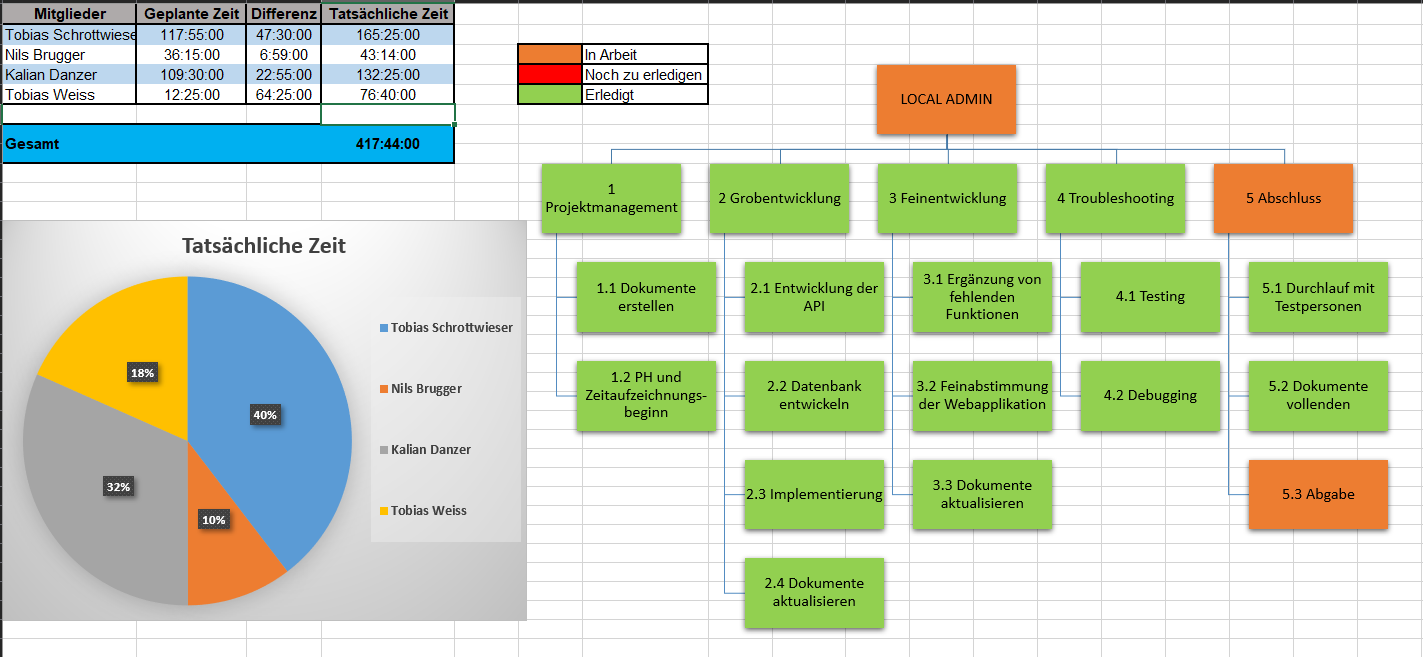 Mitglieder Geplante Zeit Differenz Tatsächliche Zeit
Tobias Schrottwiese 117:55:00 47:30:00 165:25:00
Nils Brugger 36:15:00 6:59:00 43:14:00
Kalian Danzer 109:30:00 22:55:00 132:25:00
Tobias Weiss 12:25:00 64:25:00 76:40:00
Gesamt 417:44:00
In Arbeit
Noch zu erledigen
Erledigt
Tatsächliche Zeit
40%
10%
32%
18%
Tobias Schrottwieser
Nils Brugger
Kalian Danzer
Tobias Weiss
LOCAL ADMIN
1
Projektmanagement
1.1 Dokumente
erstellen
1.2 PH und
Zeitaufzeichnungs-
beginn
2 Grobentwicklung
2.1 Entwicklung der
API
2.2 Datenbank
entwickeln
2.3 Implementierung
2.4 Dokumente
aktualisieren
3 Feinentwicklung
3.1 Ergänzung von
fehlenden
Funktionen
3.2 Feinabstimmung
der Webapplikation
3.3 Dokumente
aktualisieren
4 Troubleshooting
4.1 Testing
4.2 Debugging
5 Abschluss
5.1 Durchlauf mit
Testpersonen
5.2 Dokumente
vollenden
5.3 Abgabe